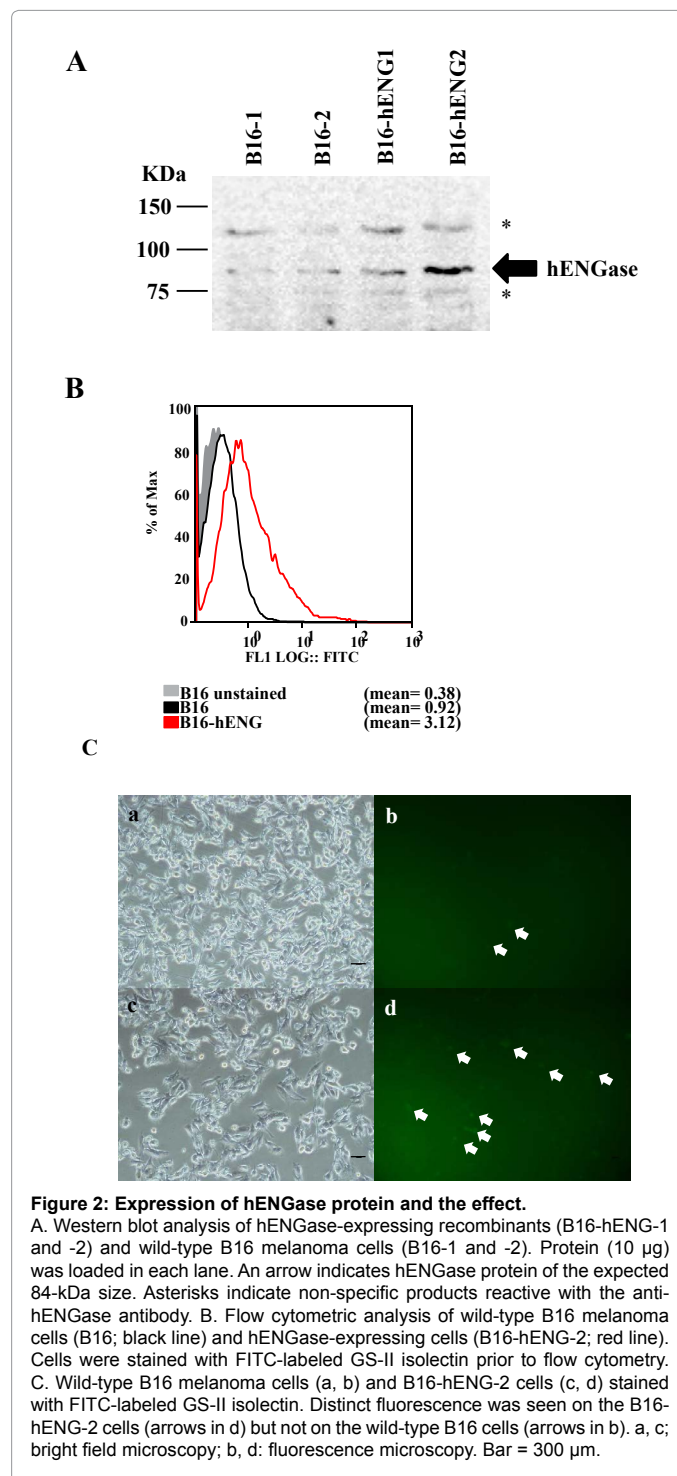 A
B16-1
B16-2
B16-hENG1
B16-hENG2
KDa
150
100
75
*
hENGase
*
B
100
80
60
40
20
0
% of Max
10⁰ 10¹ 10² 10³
FL1 LOG:: FITC
B16 unstained (mean= 0.38)
B16 (mean= 0.92)
B16-hENG (mean= 3.12)
C
a
b
c
d
Figure 2: Expression of hENGase protein and the effect.
A. Western blot analysis of hENGase-expressing recombinants (B16-hENG-1
and -2) and wild-type B16 melanoma cells (B16-1 and -2). Protein (10 µg)
was loaded in each lane. An arrow indicates hENGase protein of the expected
84-kDa size. Asterisks indicate non-specific products reactive with the anti-
hENGase antibody. B. Flow cytometric analysis of wild-type B16 melanoma
cells (B16; black line) and hENGase-expressing cells (B16-hENG-2; red line).
Cells were stained with FITC-labeled GS-II isolectin prior to flow cytometry.
C. Wild-type B16 melanoma cells (a, b) and B16-hENG-2 cells (c, d) stained
with FITC-labeled GS-II isolectin. Distinct fluorescence was seen on the B16-
hENG-2 cells (arrows in d) but not on the wild-type B16 cells (arrows in b). a, c;
bright field microscopy; b, d: fluorescence microscopy. Bar = 300 µm.